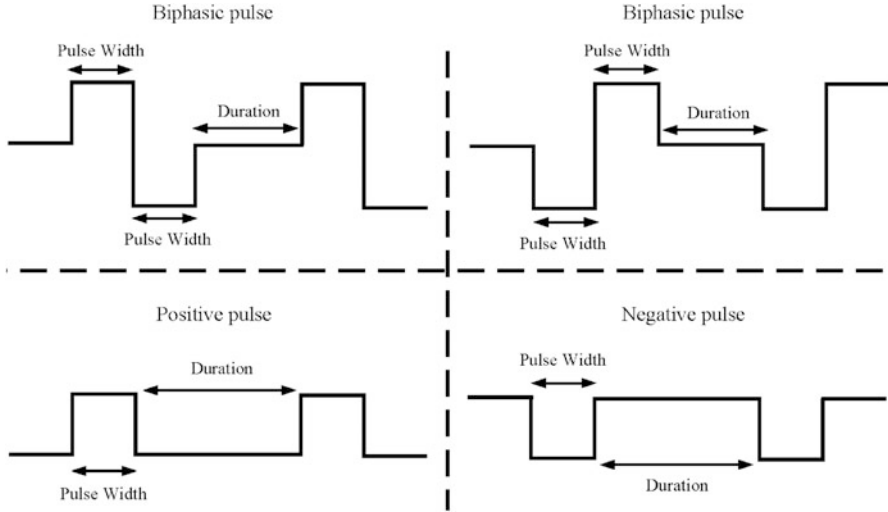 Biphasic pulse
Pulse Width
Duration
Pulse Width
Biphasic pulse
Pulse Width
Duration
Pulse Width
Positive pulse
Duration
Pulse Width
Negative pulse
Pulse Width
Duration